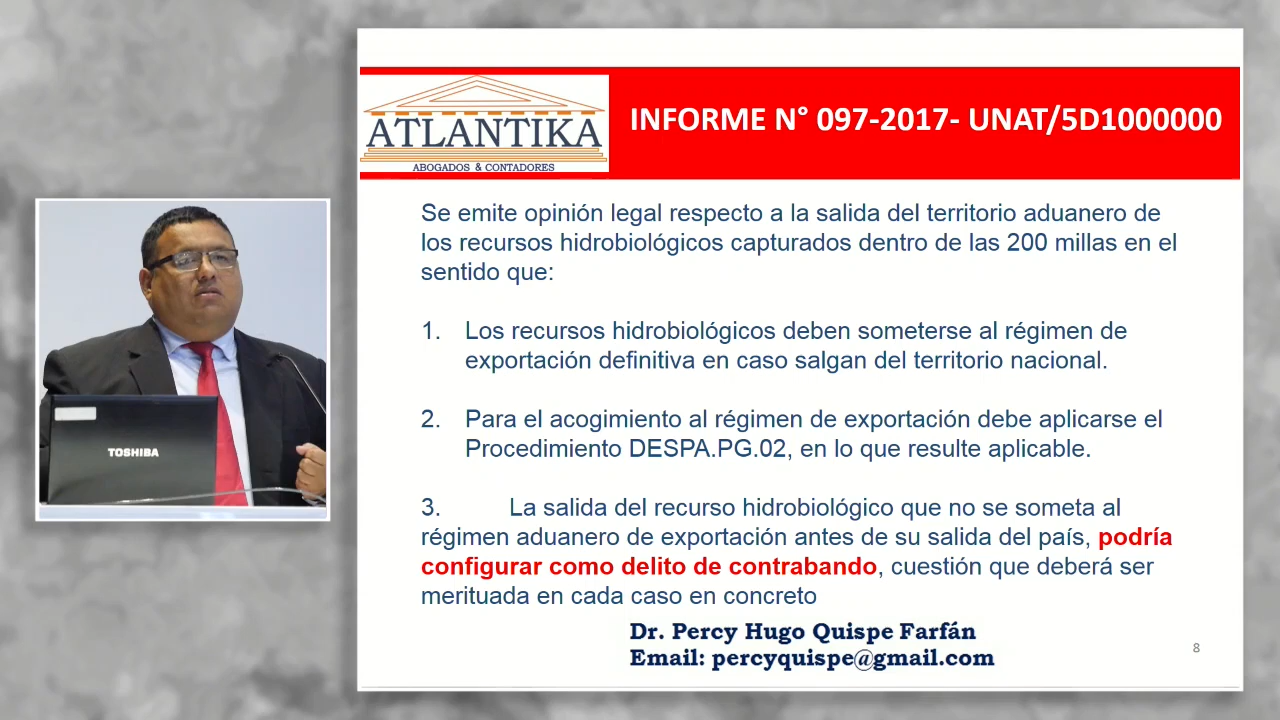 ATLANTIKA
ABOGADOS & CONTADORES
INFORME N° 097-2017- UNAT/5D1000000
Se emite opinión legal respecto a la salida del territorio aduanero de
los recursos hidrobiológicos capturados dentro de las 200 millas en el
sentido que:
1. Los recursos hidrobiológicos deben someterse al régimen de
exportación definitiva en caso salgan del territorio nacional.
2. Para el acogimiento al régimen de exportación debe aplicarse el
Procedimiento DESPA.PG.02, en lo que resulte aplicable.
3. La salida del recurso hidrobiológico que no se someta al
régimen aduanero de exportación antes de su salida del país, podría
configurar como delito de contrabando, cuestión que deberá ser
merituada en cada caso en concreto
Dr. Percy Hugo Quispe Farfán
Email: percyquispe@gmail.com
8
TOSHIBA